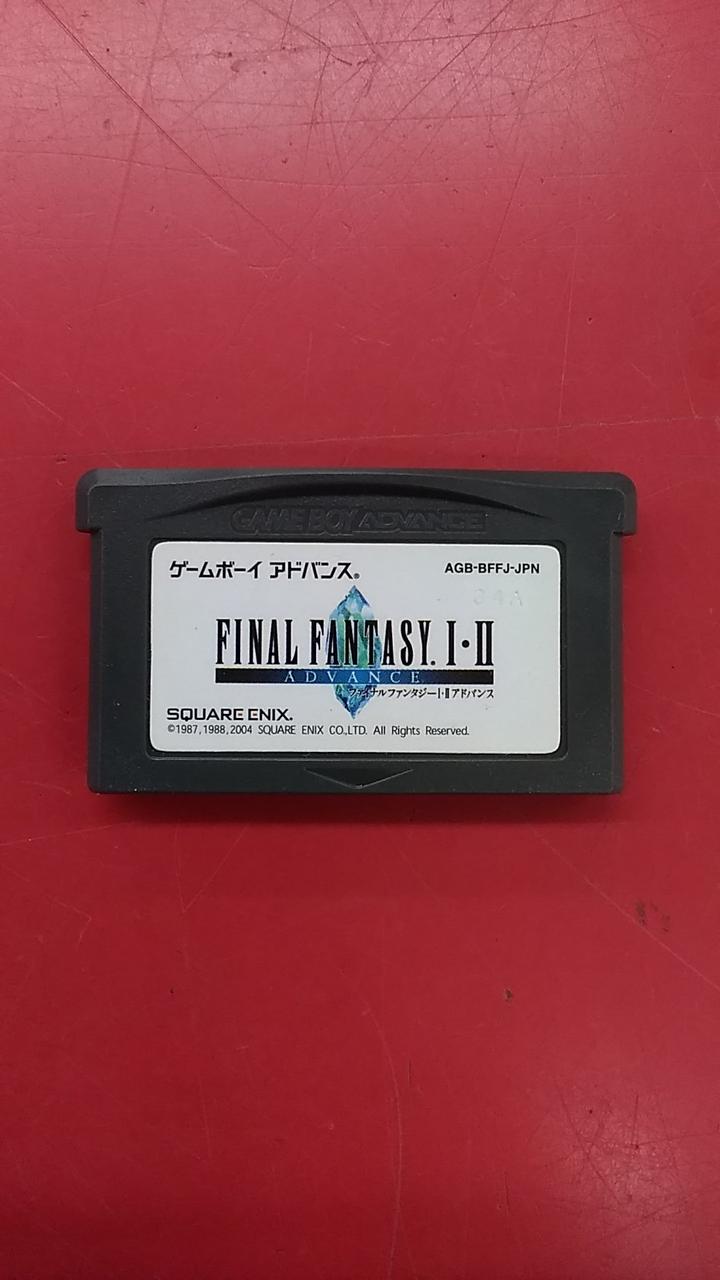 GAME BOY ADVANCE
ゲームボーイ アドバンス®
AGB-BFFJ-JPN
34A
FINAL FANTASY. I・II
ADVANCE
ファイナルファンタジーI・II アドバンス
SQUARE ENIX.
©1987,1988,2004 SQUARE ENIX CO.,LTD. All Rights Reserved.